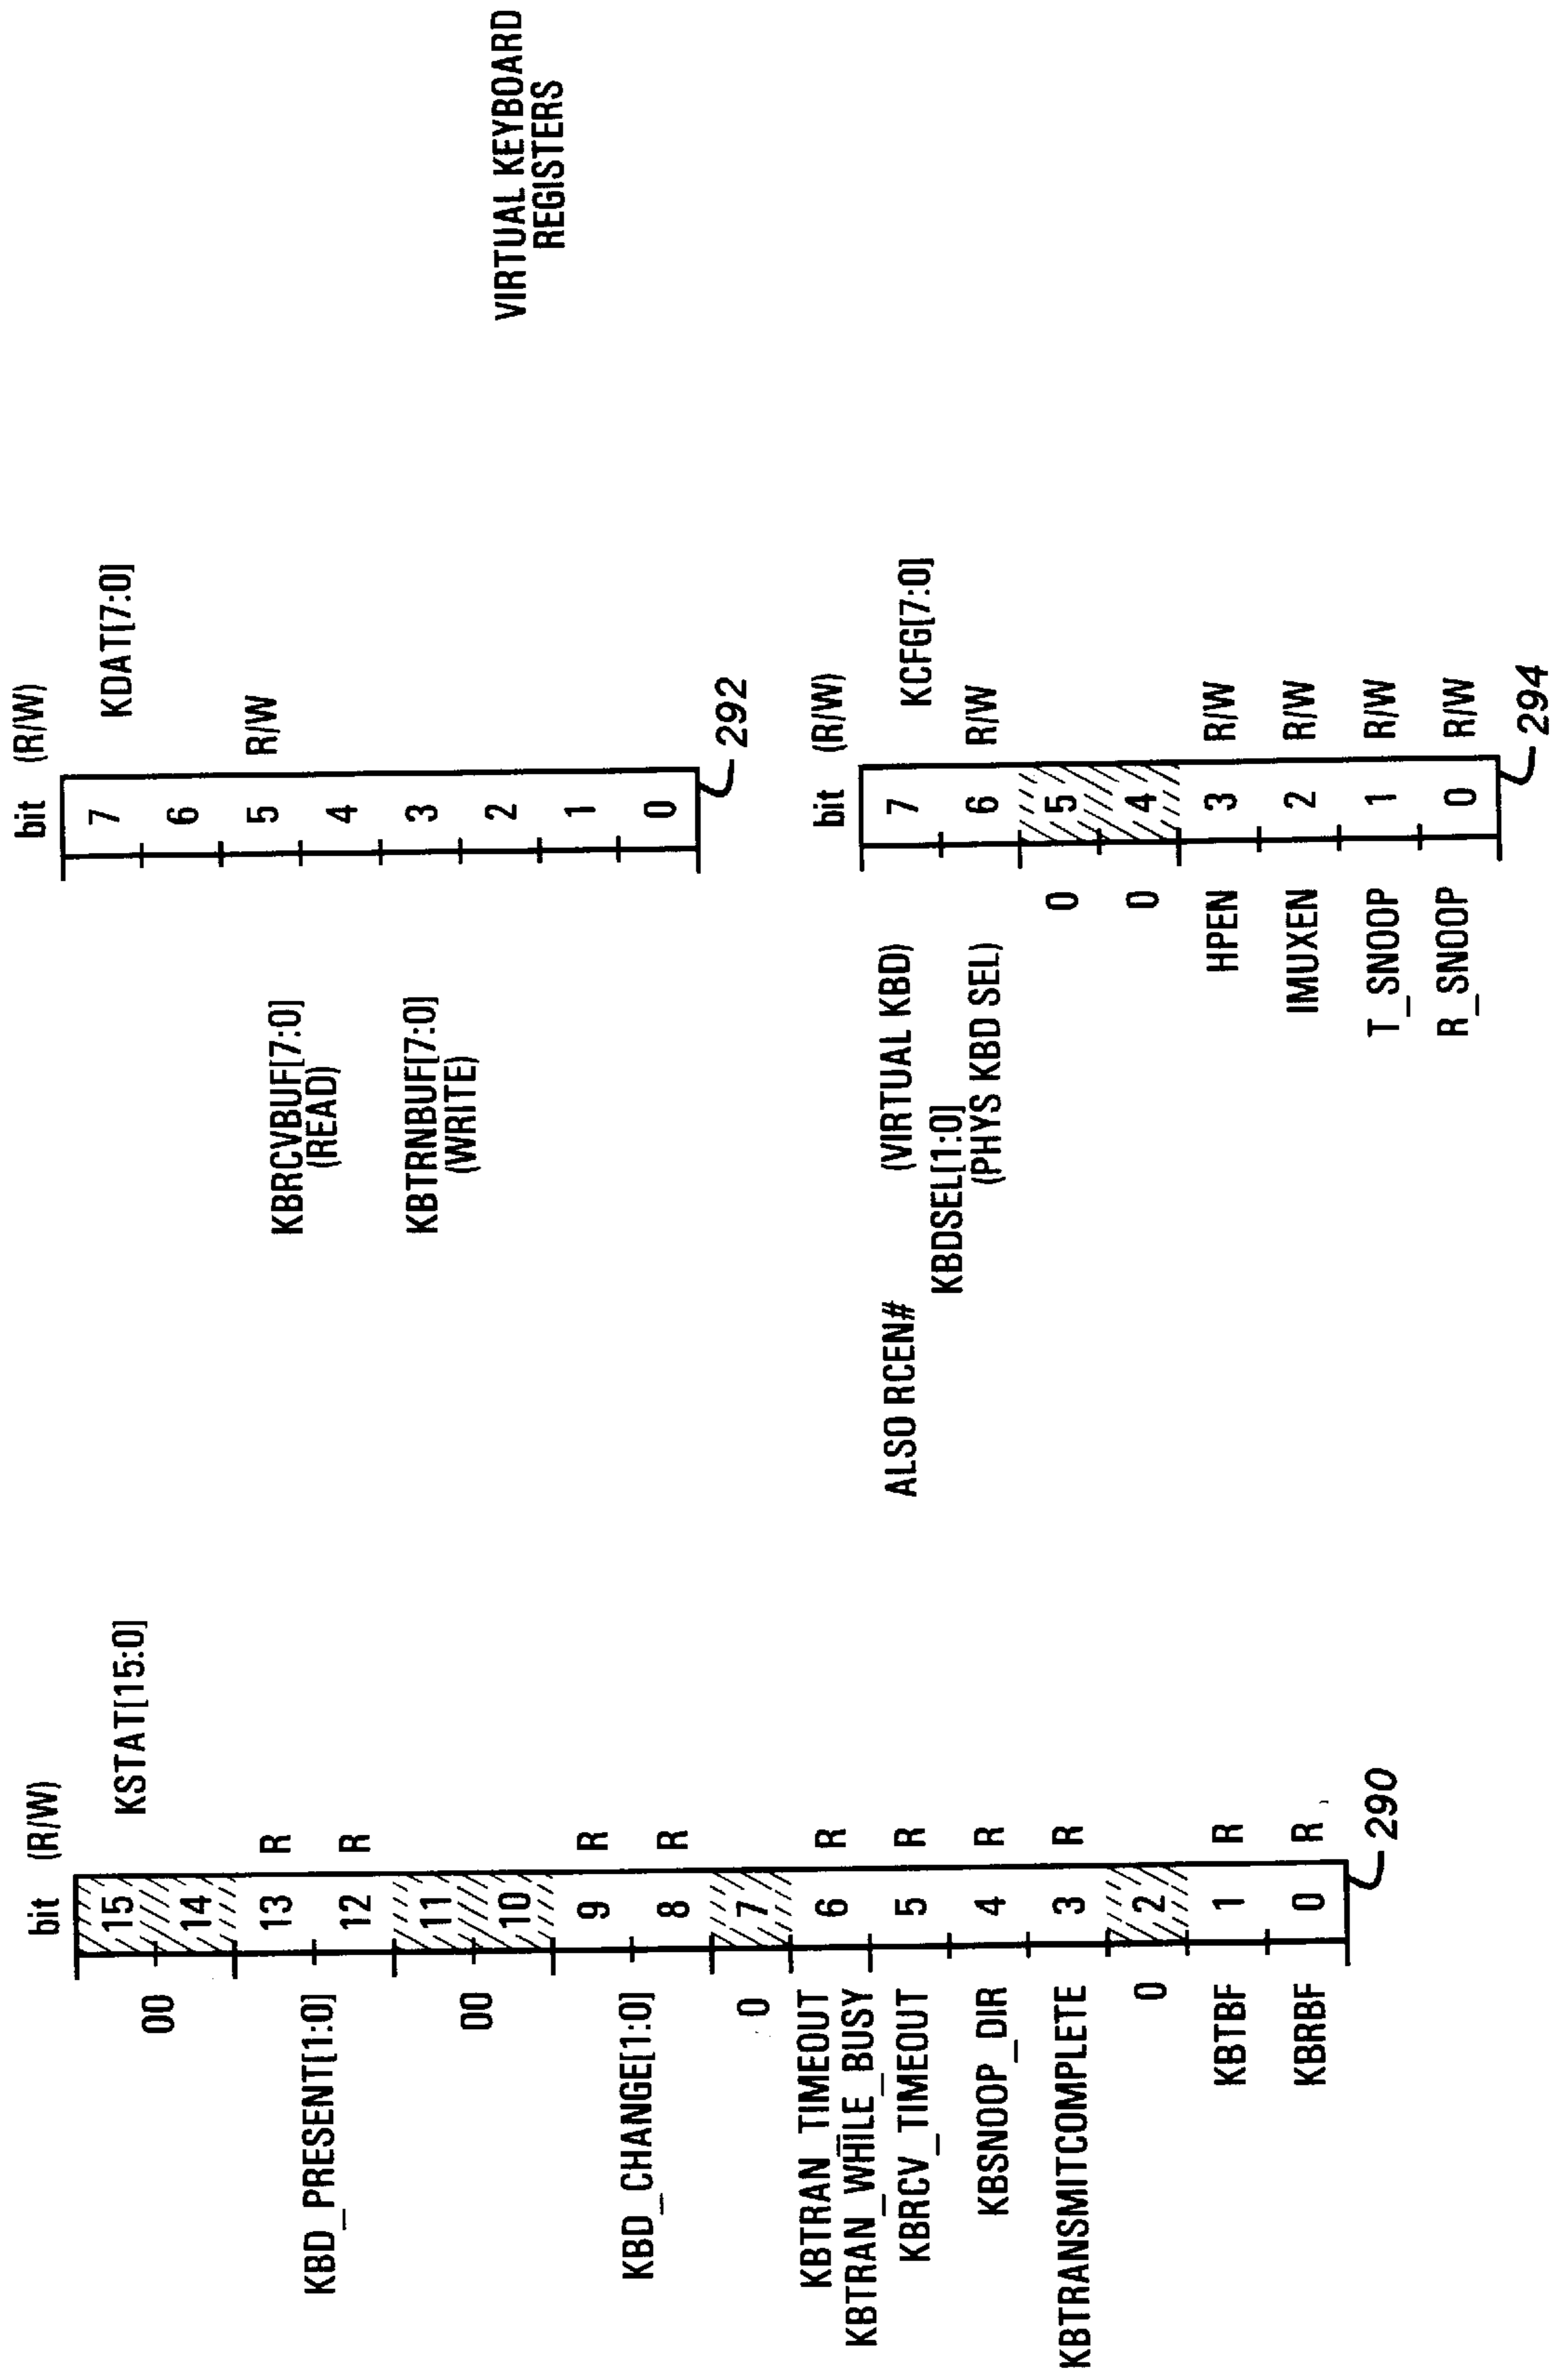 bit (R/W)
15 KSTAT[15:0]
00 14
KBD_PRESENT[1:0] 13 R
12 R
00 11
10
KBD_CHANGE[1:0] 9 R
8 R
0 7
KBTRAN_TIMEOUT 6 R
KBTRAN_WHILE_BUSY
KBRCV_TIMEOUT 5 R
KBSNOOP_DIR 4 R
KBTRANSMITCOMPLETE 3 R
0 2
KBTBF 1 R
KBRBF 0 R
290
bit (R/W)
7 KDAT[7:0]
6
KBRCVBUF[7:0] 5 R/W
(READ) 4
KBTRNBUF[7:0] 3
(WRITE) 2
1
0
292
bit (R/W)
ALSO RCEN# (VIRTUAL KBD) 7 KCFG[7:0]
KBDSEL[1:0]
(PHYS KBD SEL) 6 R/W
0 5
0 4
HPEN 3 R/W
IMUXEN 2 R/W
T_SNOOP 1 R/W
R_SNOOP 0 R/W
294
VIRTUAL KEYBOARD
REGISTERS